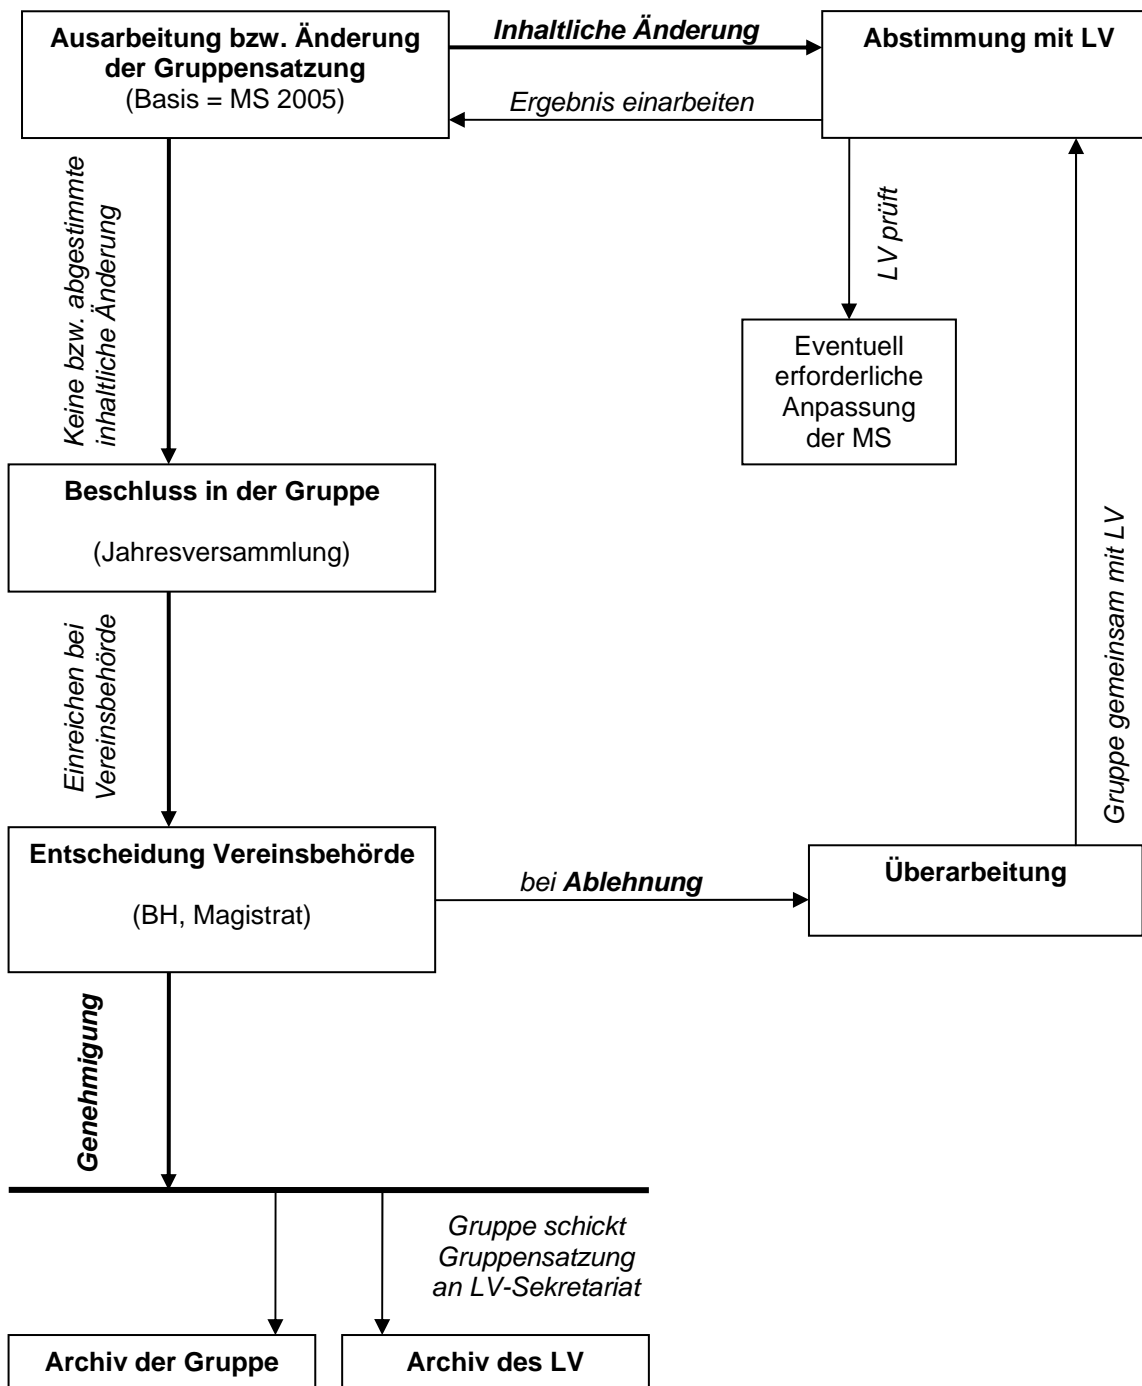 Ausarbeitung bzw. Änderung
der Gruppensatzung
(Basis = MS 2005)
Inhaltliche Änderung
Abstimmung mit LV
Ergebnis einarbeiten
Keine bzw. abgestimmte
inhaltliche Änderung
LV prüft
Eventuell
erforderliche
Anpassung
der MS
Beschluss in der Gruppe
(Jahresversammlung)
Einreichen bei
Vereinsbehörde
Gruppe gemeinsam mit LV
Entscheidung Vereinsbehörde
(BH, Magistrat)
bei Ablehnung
Überarbeitung
Genehmigung
Gruppe schickt
Gruppensatzung
an LV-Sekretariat
Archiv der Gruppe
Archiv des LV